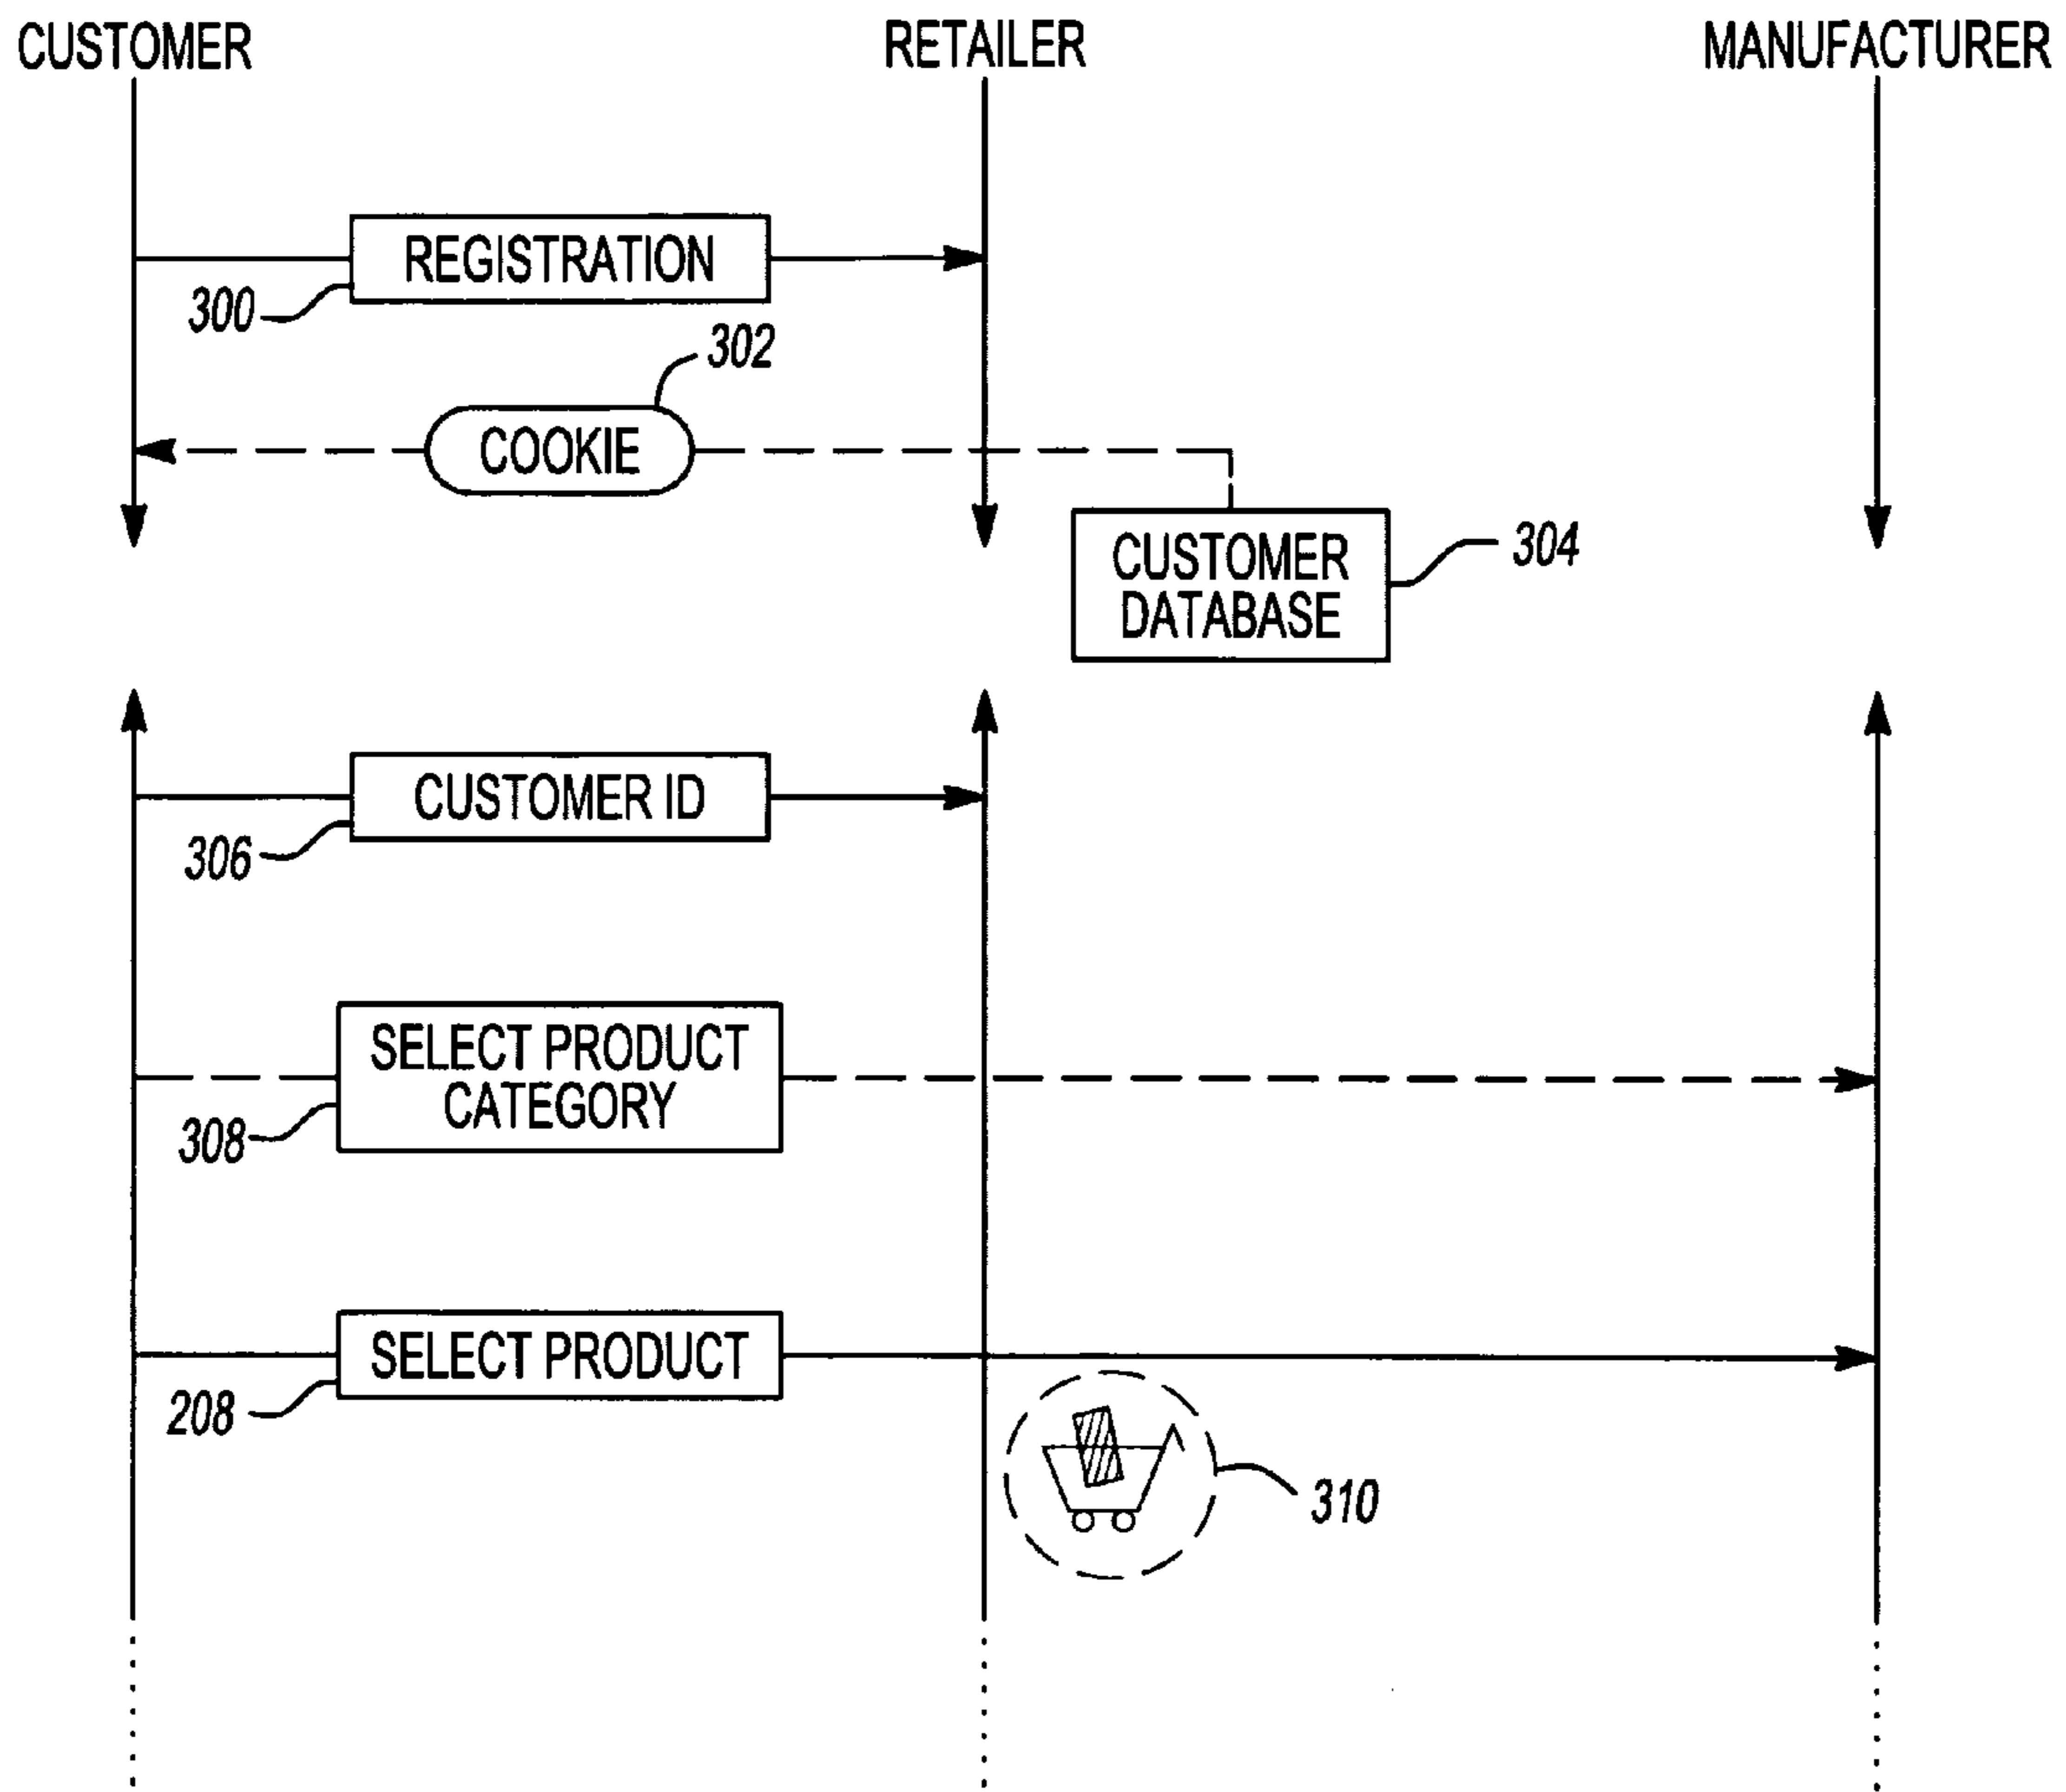 CUSTOMER
RETAILER
MANUFACTURER
REGISTRATION
300
302
COOKIE
CUSTOMER
DATABASE
304
CUSTOMER ID
306
SELECT PRODUCT
CATEGORY
308
SELECT PRODUCT
208
310